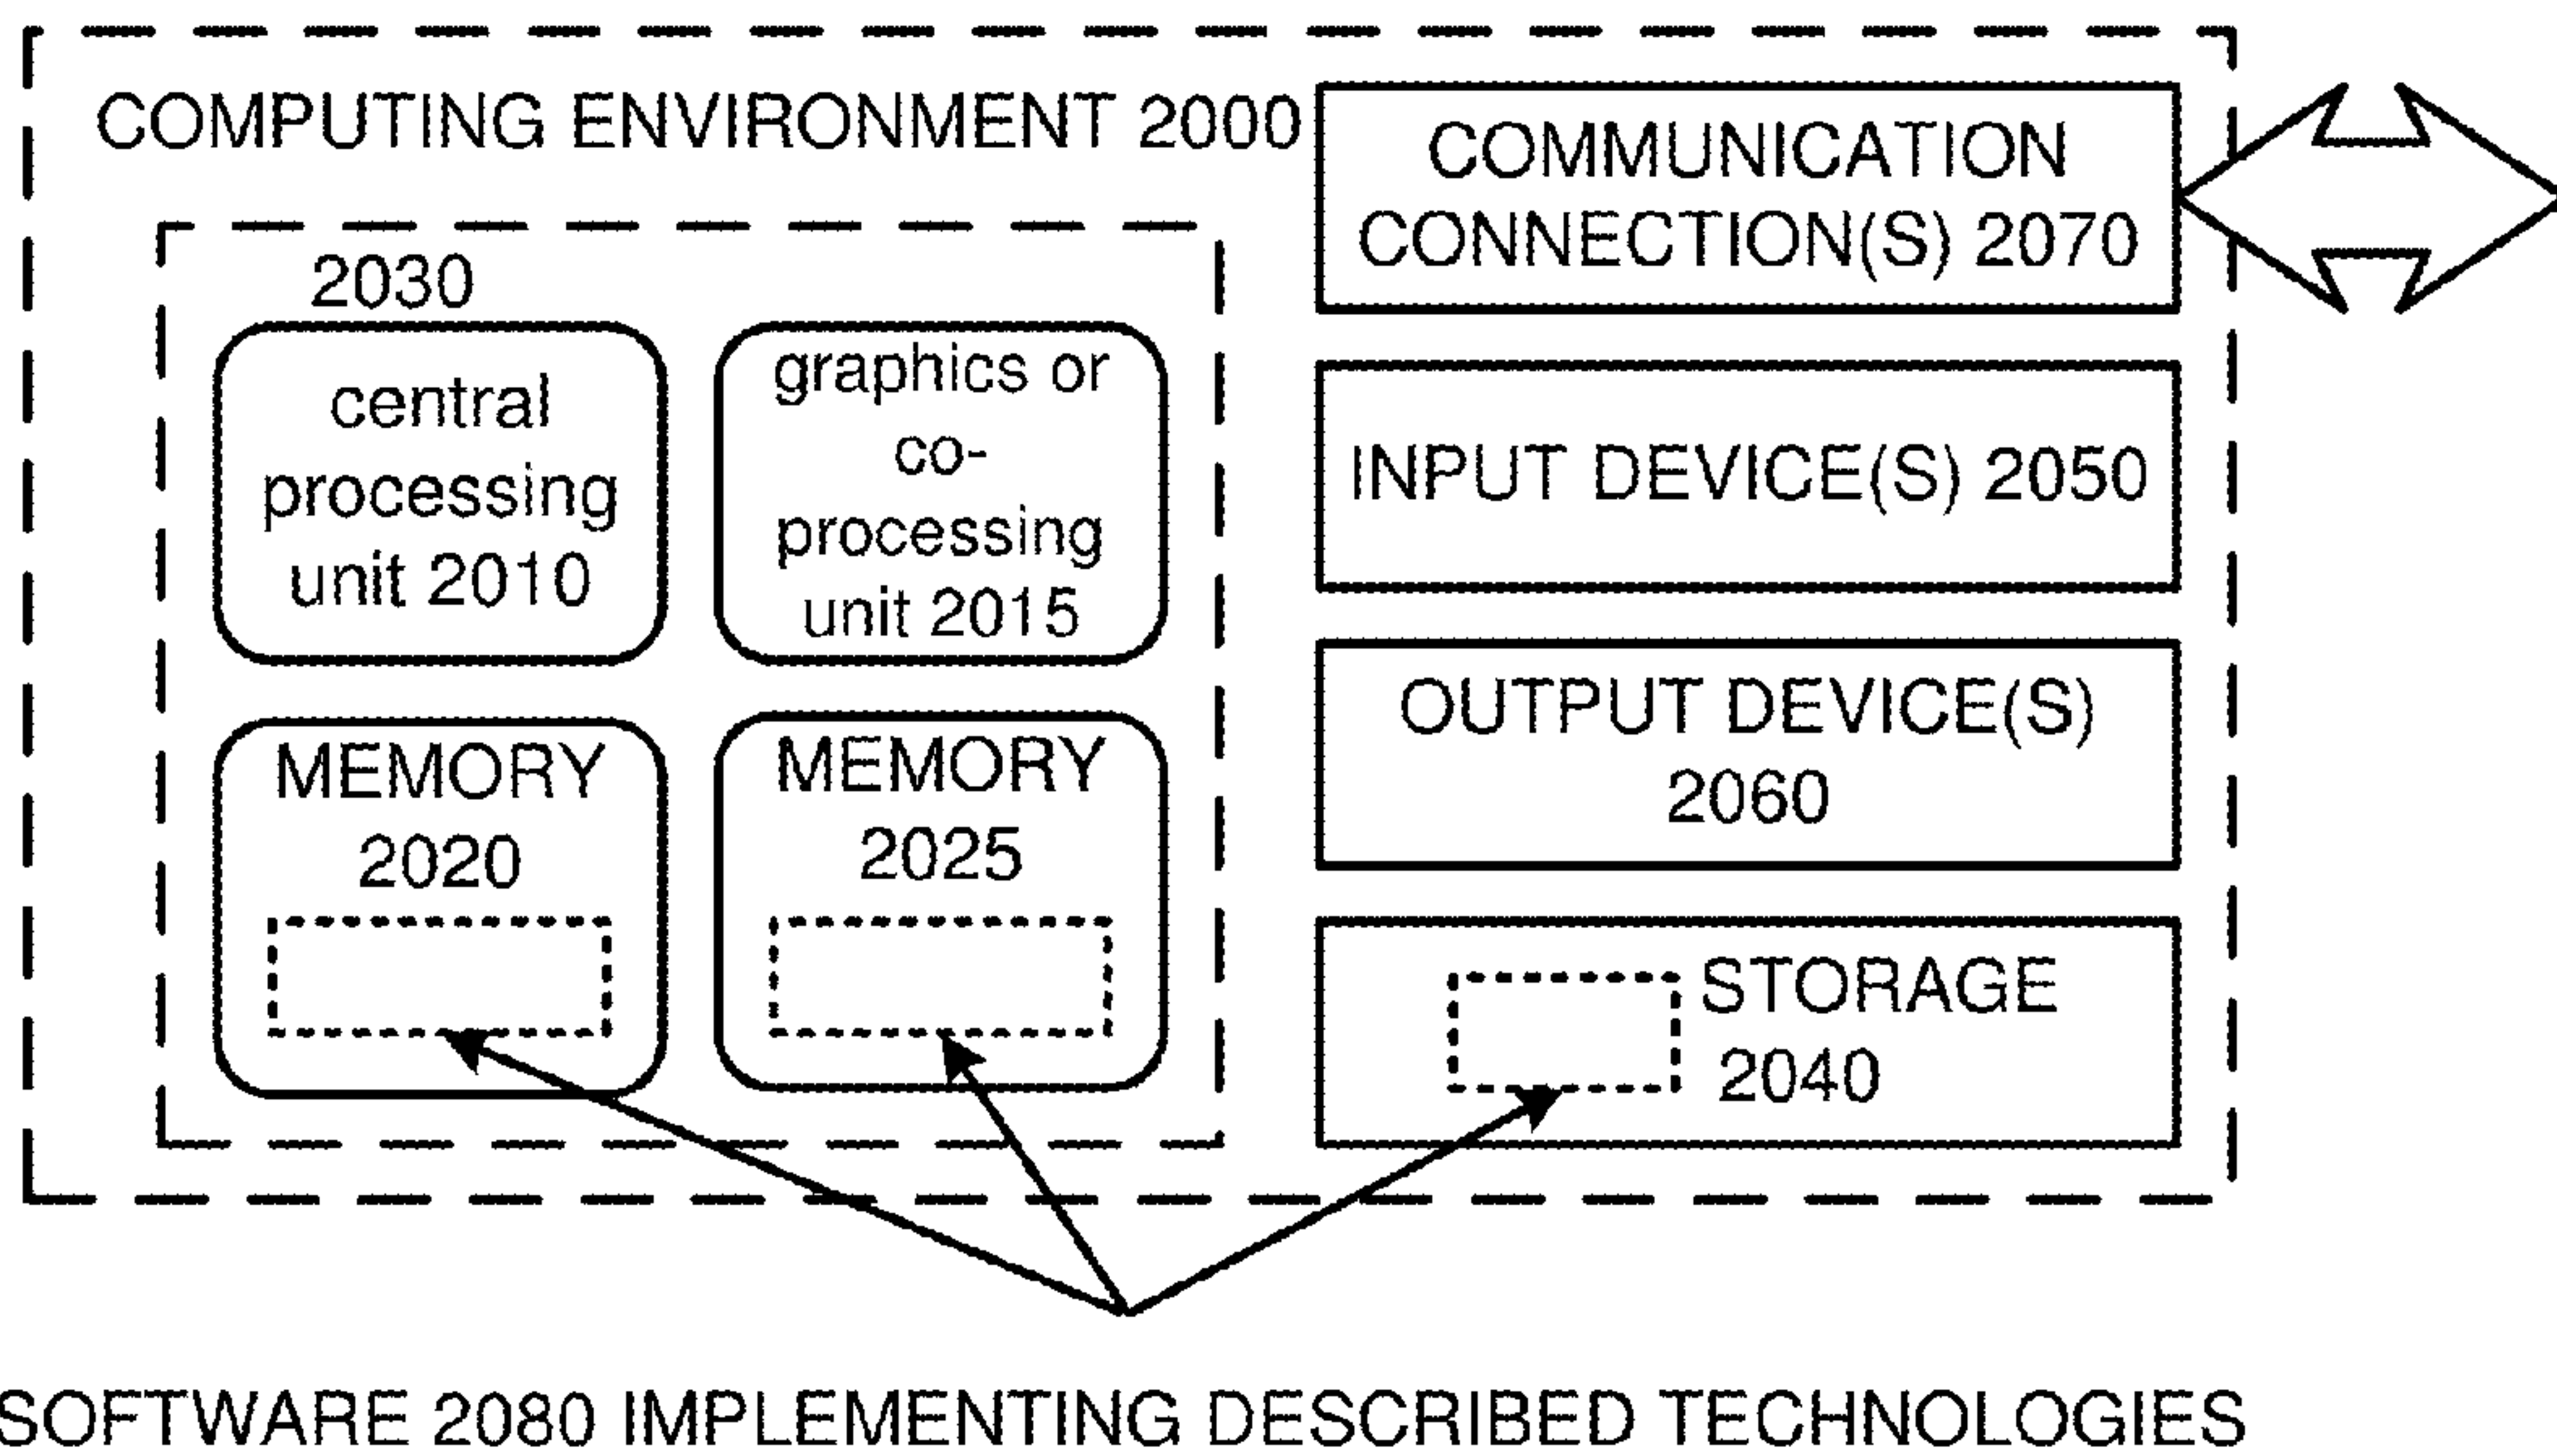 COMPUTING ENVIRONMENT 2000
2030
central
processing
unit 2010
graphics or
co-
processing
unit 2015
MEMORY
2020
MEMORY
2025
COMMUNICATION
CONNECTION(S) 2070
INPUT DEVICE(S) 2050
OUTPUT DEVICE(S)
2060
STORAGE
2040
SOFTWARE 2080 IMPLEMENTING DESCRIBED TECHNOLOGIES